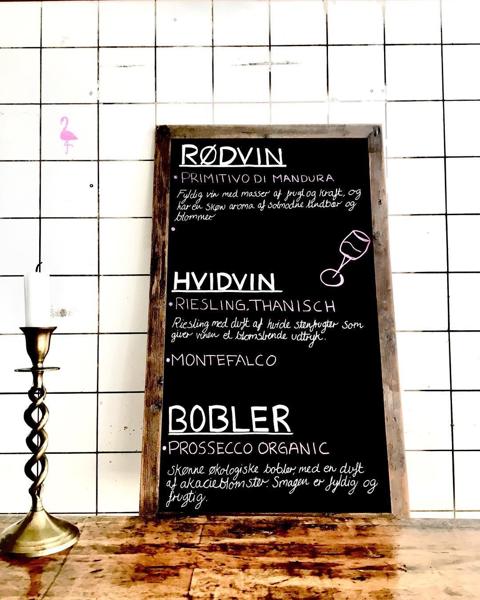 RØDVIN
• PRIMITIVO DI MANDURA
Fyldig vin med masser af frugt og kraft, og
har en skøn aroma af solmodne hindbær og
blommer
•
HVIDVIN
• RIESLING, THANISCH
Riesling med duft af hvide stenfrugter som
giver vinen et blomstrende udtryk.
• MONTEFALCO
BOBLER
• PROSSECCO ORGANIC
Skønne økologiske bobler med en duft
af akacieblomster. Smagen er fyldig og
frugtig.